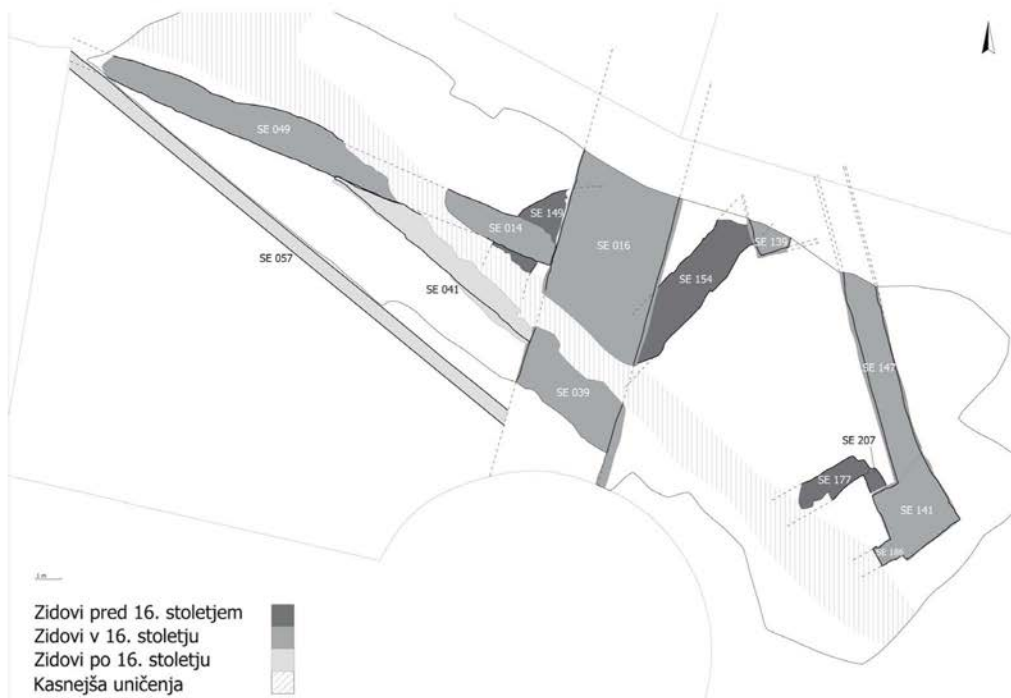 SE 049
SE 149
SE 014
SE 016
SE 139
SE 057
SE 154
SE 041
SE 147
SE 039
SE 207
SE 177
SE 141
SE 186
1 m
Zidovi pred 16. stoletjem
Zidovi v 16. stoletju
Zidovi po 16. stoletju
Kasnejša uničenja